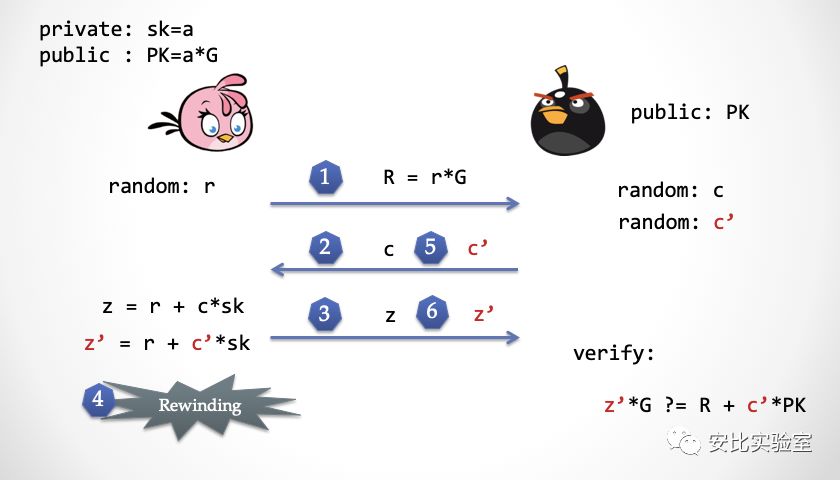 private: sk=a
public : PK=a*G
public: PK
random: r
1 R = r*G
random: c
random: c’
2 c 5 c’
z = r + c*sk
3 z 6 z’
z’ = r + c’*sk
verify:
4 Rewinding
z’*G ?= R + c’*PK
安比实验室